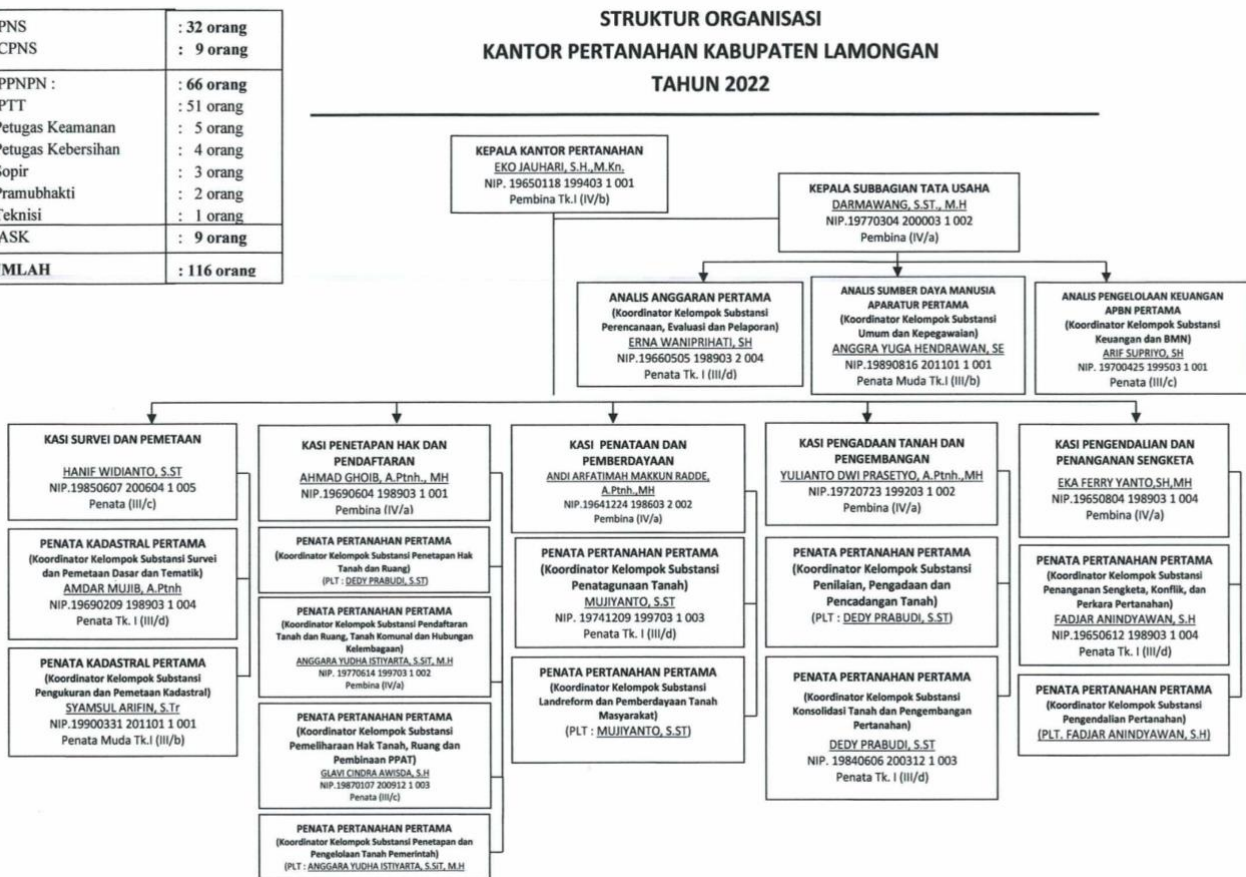 PNS : 32 orang
CPNS : 9 orang
PPNPN : : 66 orang
PTT : 51 orang
Petugas Keamanan : 5 orang
Petugas Kebersihan : 4 orang
Sopir : 3 orang
Pramubhakti : 2 orang
Teknisi : 1 orang
ASK : 9 orang
MLAH : 116 orang
STRUKTUR ORGANISASI
KANTOR PERTANAHAN KABUPATEN LAMONGAN
TAHUN 2022
KEPALA KANTOR PERTANAHAN
EKO JAUHARI, S.H.,M.Kn.
NIP. 19650118 199403 1 001
Pembina Tk.I (IV/b)
KEPALA SUBBAGIAN TATA USAHA
DARMAWANG, S.ST., M.H
NIP.19770304 200003 1 002
Pembina (IV/a)
ANALIS ANGGARAN PERTAMA
(Koordinator Kelompok Substansi
Perencanaan, Evaluasi dan Pelaporan)
ERNA WANIPRIHATI, SH
NIP.19660505 198903 2 004
Penata Tk. I (III/d)
ANALIS SUMBER DAYA MANUSIA
APARATUR PERTAMA
(Koordinator Kelompok Substansi
Umum dan Kepegawaian)
ANGGRA YUGA HENDRAWAN, SE
NIP.19890816 201101 1 001
Penata Muda Tk.I (III/b)
ANALIS PENGELOLAAN KEUANGAN
APBN PERTAMA
(Koordinator Kelompok Substansi
Keuangan dan BMN)
ARIF SUPRIYO, SH
NIP. 19700425 199503 1 001
Penata (III/c)
KASI SURVEI DAN PEMETAAN
HANIF WIDIANTO, S.ST
NIP.19850607 200604 1 005
Penata (III/c)
PENATA KADASTRAL PERTAMA
(Koordinator Kelompok Substansi Survei
dan Pemetaan Dasar dan Tematik)
AMDAR MUJIB, A.Ptnh
NIP.19690209 198903 1 004
Penata Tk. I (III/d)
PENATA KADASTRAL PERTAMA
(Koordinator Kelompok Substansi
Pengukuran dan Pemetaan Kadastral)
SYAMSUL ARIFIN, S.Tr
NIP.19900331 201101 1 001
Penata Muda Tk.I (III/b)
KASI PENETAPAN HAK DAN
PENDAFTARAN
AHMAD GHOIB, A.Ptnh., MH
NIP.19690604 198903 1 001
Pembina (IV/a)
PENATA PERTANAHAN PERTAMA
(Koordinator Kelompok Substansi Penetapan Hak
Tanah dan Ruang)
(PLT : DEDY PRABUDI, S.ST)
PENATA PERTANAHAN PERTAMA
(Koordinator Kelompok Substansi Pendaftaran
Tanah dan Ruang, Tanah Komunal dan Hubungan
Kelembagaan)
ANGGARA YUDHA ISTIYARTA, S.SiT, M.H
NIP. 19770614 199703 1 002
Pembina (IV/a)
PENATA PERTANAHAN PERTAMA
(Koordinator Kelompok Substansi
Pemeliharaan Hak Tanah, Ruang dan
Pembinaan PPAT)
GLAVI CINDRA AWISDA, S.H
NIP.19870107 200912 1 003
Penata (III/c)
PENATA PERTANAHAN PERTAMA
(Koordinator Kelompok Substansi Penetapan dan
Pengelolaan Tanah Pemerintah)
(PLT : ANGGARA YUDHA ISTIYARTA, S.SiT, M.H
KASI PENATAAN DAN
PEMBERDAYAAN
ANDI ARFATIMAH MAKKUN RADDE,
A.Ptnh.,MH
NIP.19641224 198603 2 002
Pembina (IV/a)
PENATA PERTANAHAN PERTAMA
(Koordinator Kelompok Substansi
Penatagunaan Tanah)
MUJIYANTO, S.ST
NIP. 19741209 199703 1 003
Penata Tk. I (III/d)
PENATA PERTANAHAN PERTAMA
(Koordinator Kelompok Substansi
Landreform dan Pemberdayaan Tanah
Masyarakat)
(PLT : MUJIYANTO, S.ST)
KASI PENGADAAN TANAH DAN
PENGEMBANGAN
YULIANTO DWI PRASETYO, A.Ptnh.,MH
NIP.19720723 199203 1 002
Pembina (IV/a)
PENATA PERTANAHAN PERTAMA
(Koordinator Kelompok Substansi
Penilaian, Pengadaan dan
Pencadangan Tanah)
(PLT : DEDY PRABUDI, S.ST)
PENATA PERTANAHAN PERTAMA
(Koordinator Kelompok Substansi
Konsolidasi Tanah dan Pengembangan
Pertanahan)
DEDY PRABUDI, S.ST
NIP. 19840606 200312 1 003
Penata Tk. I (III/d)
KASI PENGENDALIAN DAN
PENANGANAN SENGKETA
EKA FERRY YANTO,SH,MH
NIP.19650804 198903 1 004
Pembina (IV/a)
PENATA PERTANAHAN PERTAMA
(Koordinator Kelompok Substansi
Penanganan Sengketa, Konflik, dan
Perkara Pertanahan)
FADJAR ANINDYAWAN, S.H
NIP.19650612 198903 1 004
Penata Tk. I (III/d)
PENATA PERTANAHAN PERTAMA
(Koordinator Kelompok Substansi
Pengendalian Pertanahan)
(PLT. FADJAR ANINDYAWAN, S.H)